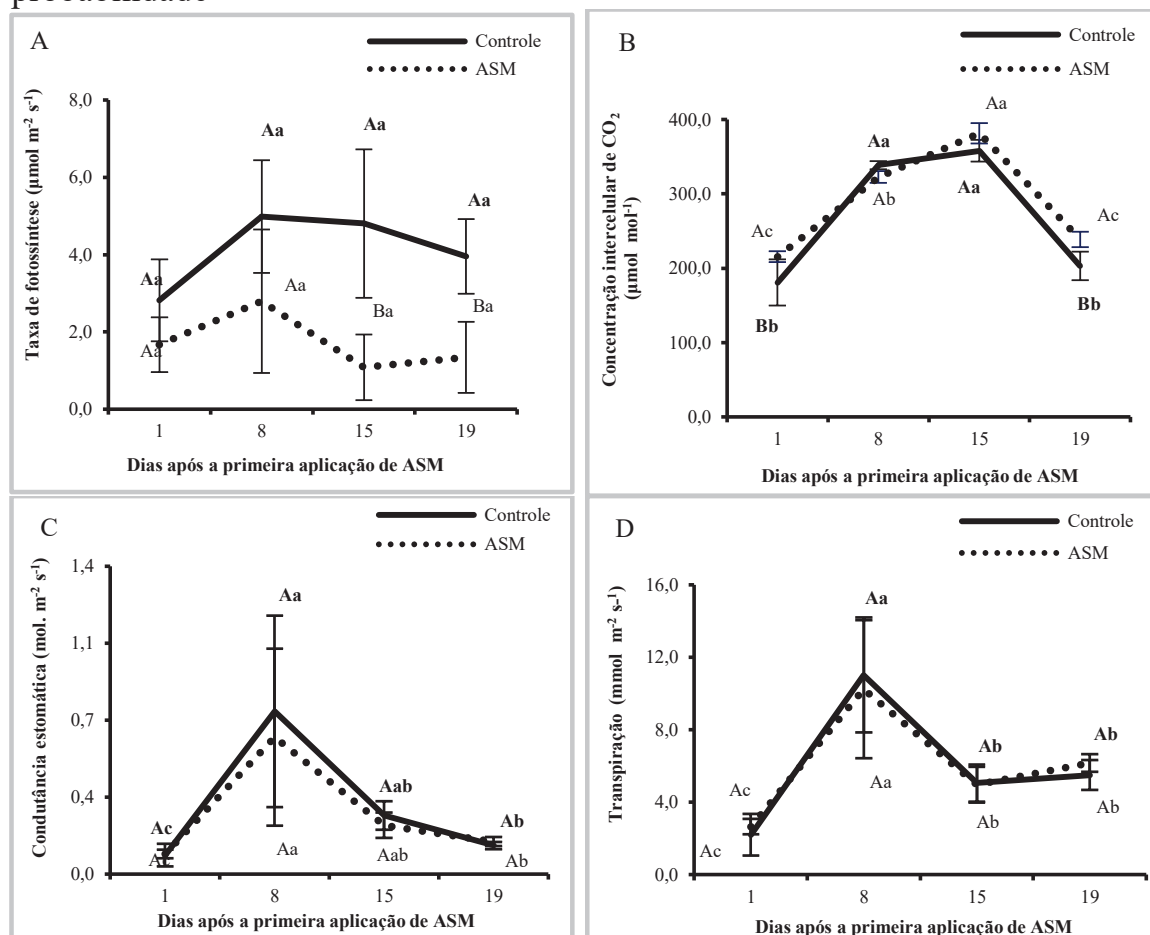 A
Controle
ASM
Taxa de fotossíntese (µmol m⁻² s⁻¹)
8,0
6,0
4,0
2,0
0,0
Aa
Aa
Aa
Aa
Aa
Aa
Ba
Ba
1 8 15 19
Dias após a primeira aplicação de ASM
B
Controle
ASM
Concentração intercelular de CO₂
(µmol mol⁻¹)
400,0
300,0
200,0
100,0
0,0
Aa
Aa
Ab
Aa
Ac
Ac
Bb
Bb
1 8 15 19
Dias após a primeira aplicação de ASM
C
Controle
ASM
Condutância estomática (mol. m⁻² s⁻¹)
1,4
1,1
0,7
0,4
0,0
Aa
Aab
Ac
Ab
Aa
Aab
Ab
1 8 15 19
Dias após a primeira aplicação de ASM
D
Controle
ASM
Transpiração (mmol m⁻² s-¹)
16,0
12,0
8,0
4,0
0,0
Aa
Ab
Ab
Ac
Aa
Ab
Ab
Ac
1 8 15 19
Dias após a primeira aplicação de ASM